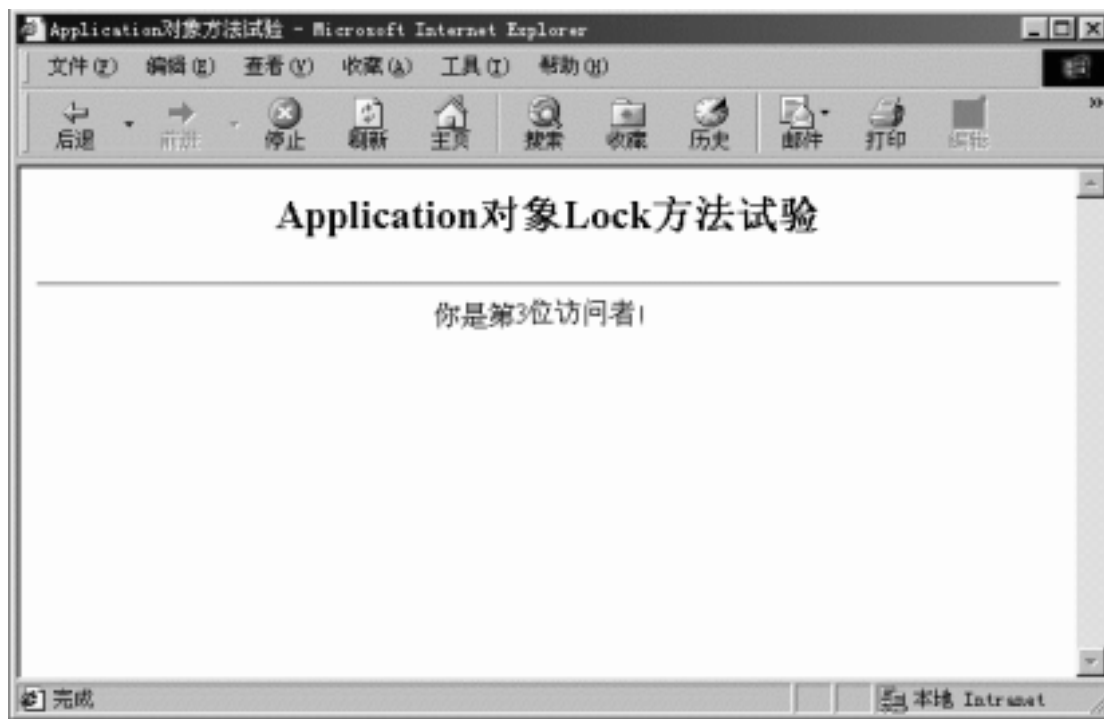 Application对象方法试验 - Microsoft Internet Explorer
文件(F) 编辑(E) 查看(V) 收藏(A) 工具(T) 帮助(H)
后退 前进 停止 刷新 主页 搜索 收藏 历史 邮件 打印 编辑
Application对象Lock方法试验
你是第3位访问者!
完成 本地 Intranet